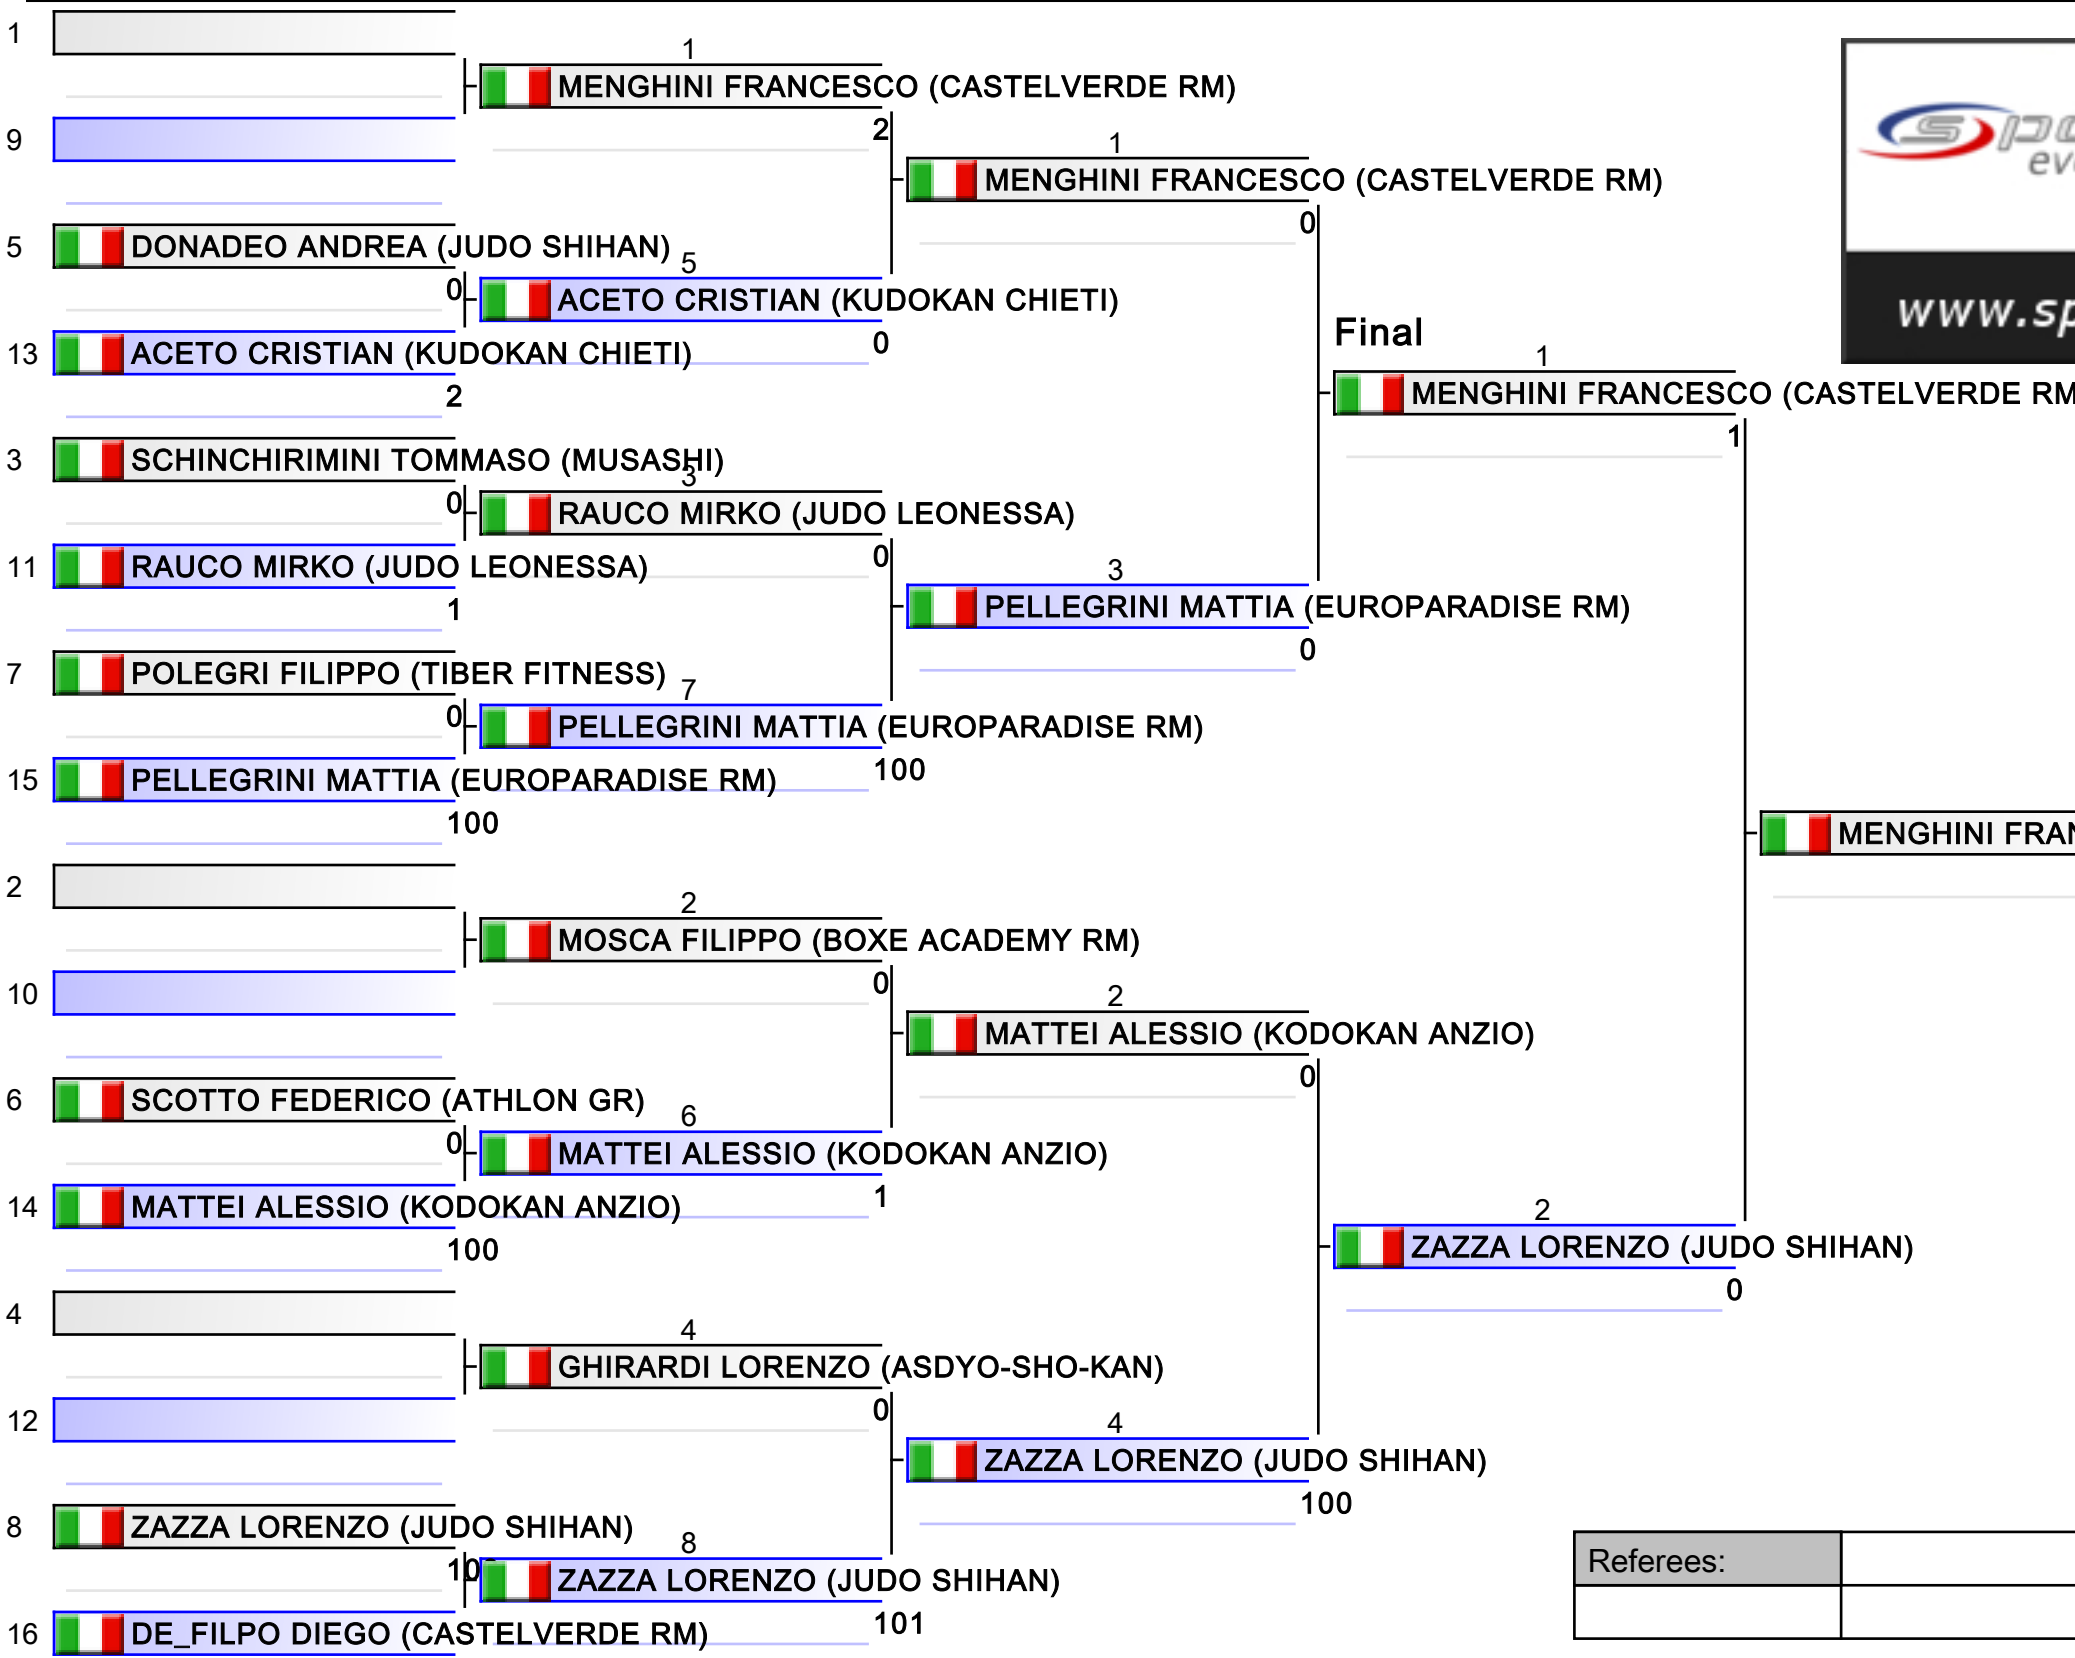 1
1
MENGHINI FRANCESCO (CASTELVERDE RM)
2
9
1
MENGHINI FRANCESCO (CASTELVERDE RM)
0
5
DONADEO ANDREA (JUDO SHIHAN)
0
5
ACETO CRISTIAN (KUDOKAN CHIETI)
0
13
ACETO CRISTIAN (KUDOKAN CHIETI)
2
Final
1
MENGHINI FRANCESCO (CASTELVERDE RM
1
www.sp
3
SCHINCHIRIMINI TOMMASO (MUSASHI)
0
3
RAUCO MIRKO (JUDO LEONESSA)
0
11
RAUCO MIRKO (JUDO LEONESSA)
1
3
PELLEGRINI MATTIA (EUROPARADISE RM)
0
7
POLEGRI FILIPPO (TIBER FITNESS)
0
7
PELLEGRINI MATTIA (EUROPARADISE RM)
100
15
PELLEGRINI MATTIA (EUROPARADISE RM)
100
MENGHINI FRAN
2
2
MOSCA FILIPPO (BOXE ACADEMY RM)
0
10
2
MATTEI ALESSIO (KODOKAN ANZIO)
0
6
SCOTTO FEDERICO (ATHLON GR)
0
6
MATTEI ALESSIO (KODOKAN ANZIO)
1
14
MATTEI ALESSIO (KODOKAN ANZIO)
100
2
ZAZZA LORENZO (JUDO SHIHAN)
0
4
4
GHIRARDI LORENZO (ASDYO-SHO-KAN)
0
12
4
ZAZZA LORENZO (JUDO SHIHAN)
100
8
ZAZZA LORENZO (JUDO SHIHAN)
8
ZAZZA LORENZO (JUDO SHIHAN)
101
16
DE_FILPO DIEGO (CASTELVERDE RM)
Referees: